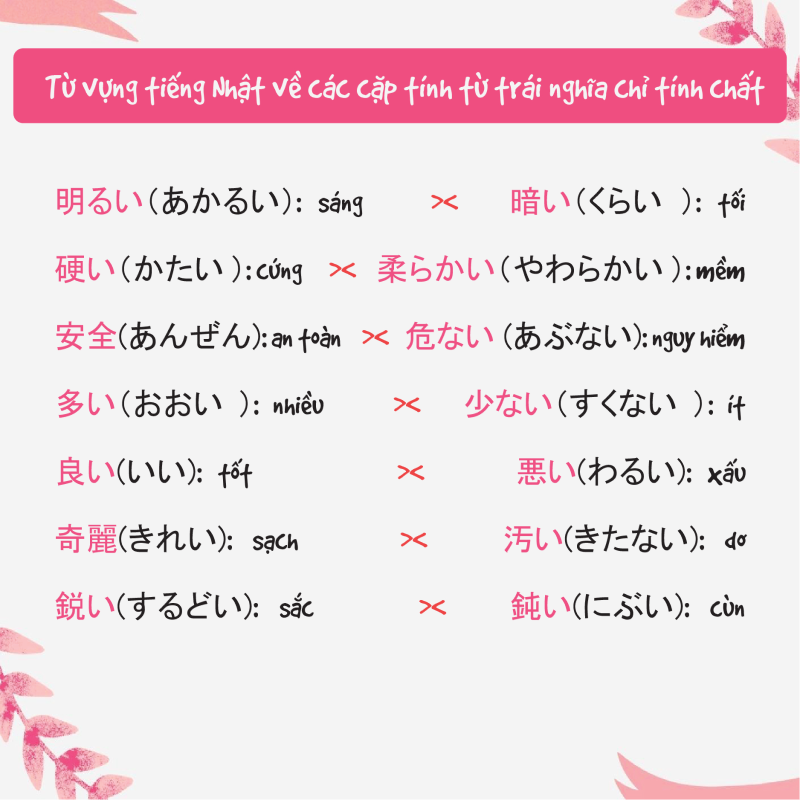 Từ vựng tiếng Nhật về các cặp tính từ trái nghĩa chỉ tính chất
明るい(あかるい): sáng >< 暗い(くらい ): tối
硬い(かたい ):cứng >< 柔らかい(やわらかい ):mềm
安全(あんぜん):an toàn >< 危ない (あぶない):nguy hiểm
多い(おおい ): nhiều >< 少ない(すくない ): ít
良い(いい): tốt >< 悪い(わるい): xấu
奇麗(きれい): sạch >< 汚い(きたない): dơ
鋭い(するどい): sắc >< 鈍い(にぶい): cùn